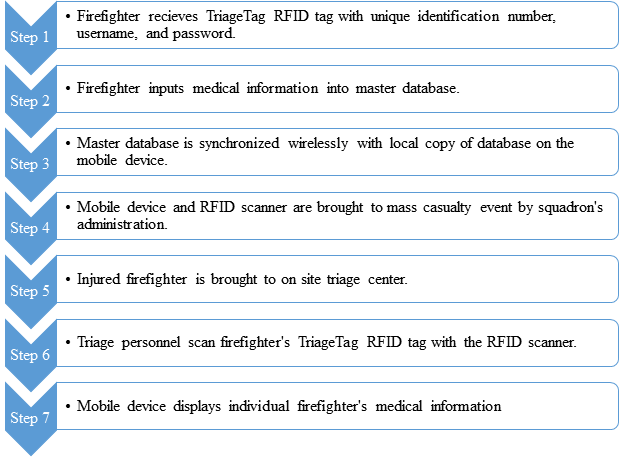 Step 1
• Firefighter recieves TriageTag RFID tag with unique identification number,
username, and password.
Step 2
• Firefighter inputs medical information into master database.
Step 3
• Master database is synchronized wirelessly with local copy of database on the
mobile device.
Step 4
• Mobile device and RFID scanner are brought to mass casualty event by squadron's
administration.
Step 5
• Injured firefighter is brought to on site triage center.
Step 6
• Triage personnel scan firefighter's TriageTag RFID tag with the RFID scanner.
Step 7
• Mobile device displays individual firefighter's medical information